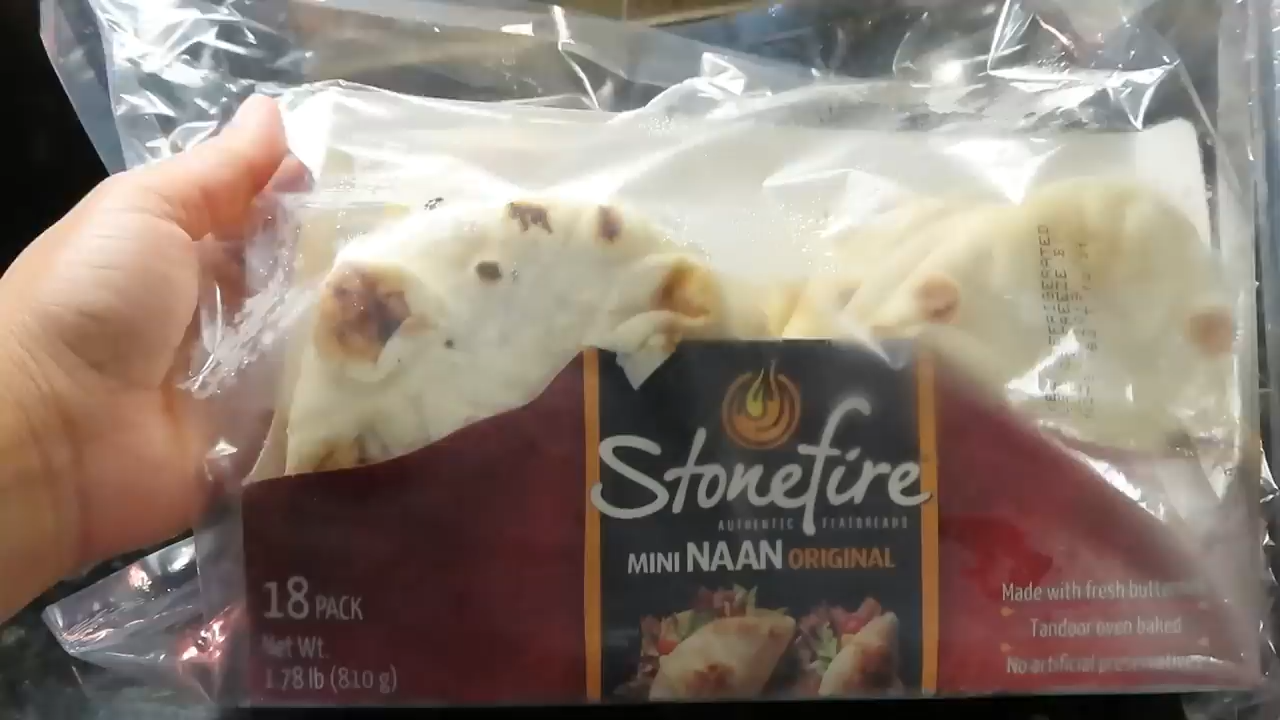 Stonefire
AUTHENTIC FLATBREADS
MINI NAAN ORIGINAL
18 PACK
Net Wt.
1.78 lb (810 g)
Made with fresh
Tandoor oven baked
No artificial preservatives